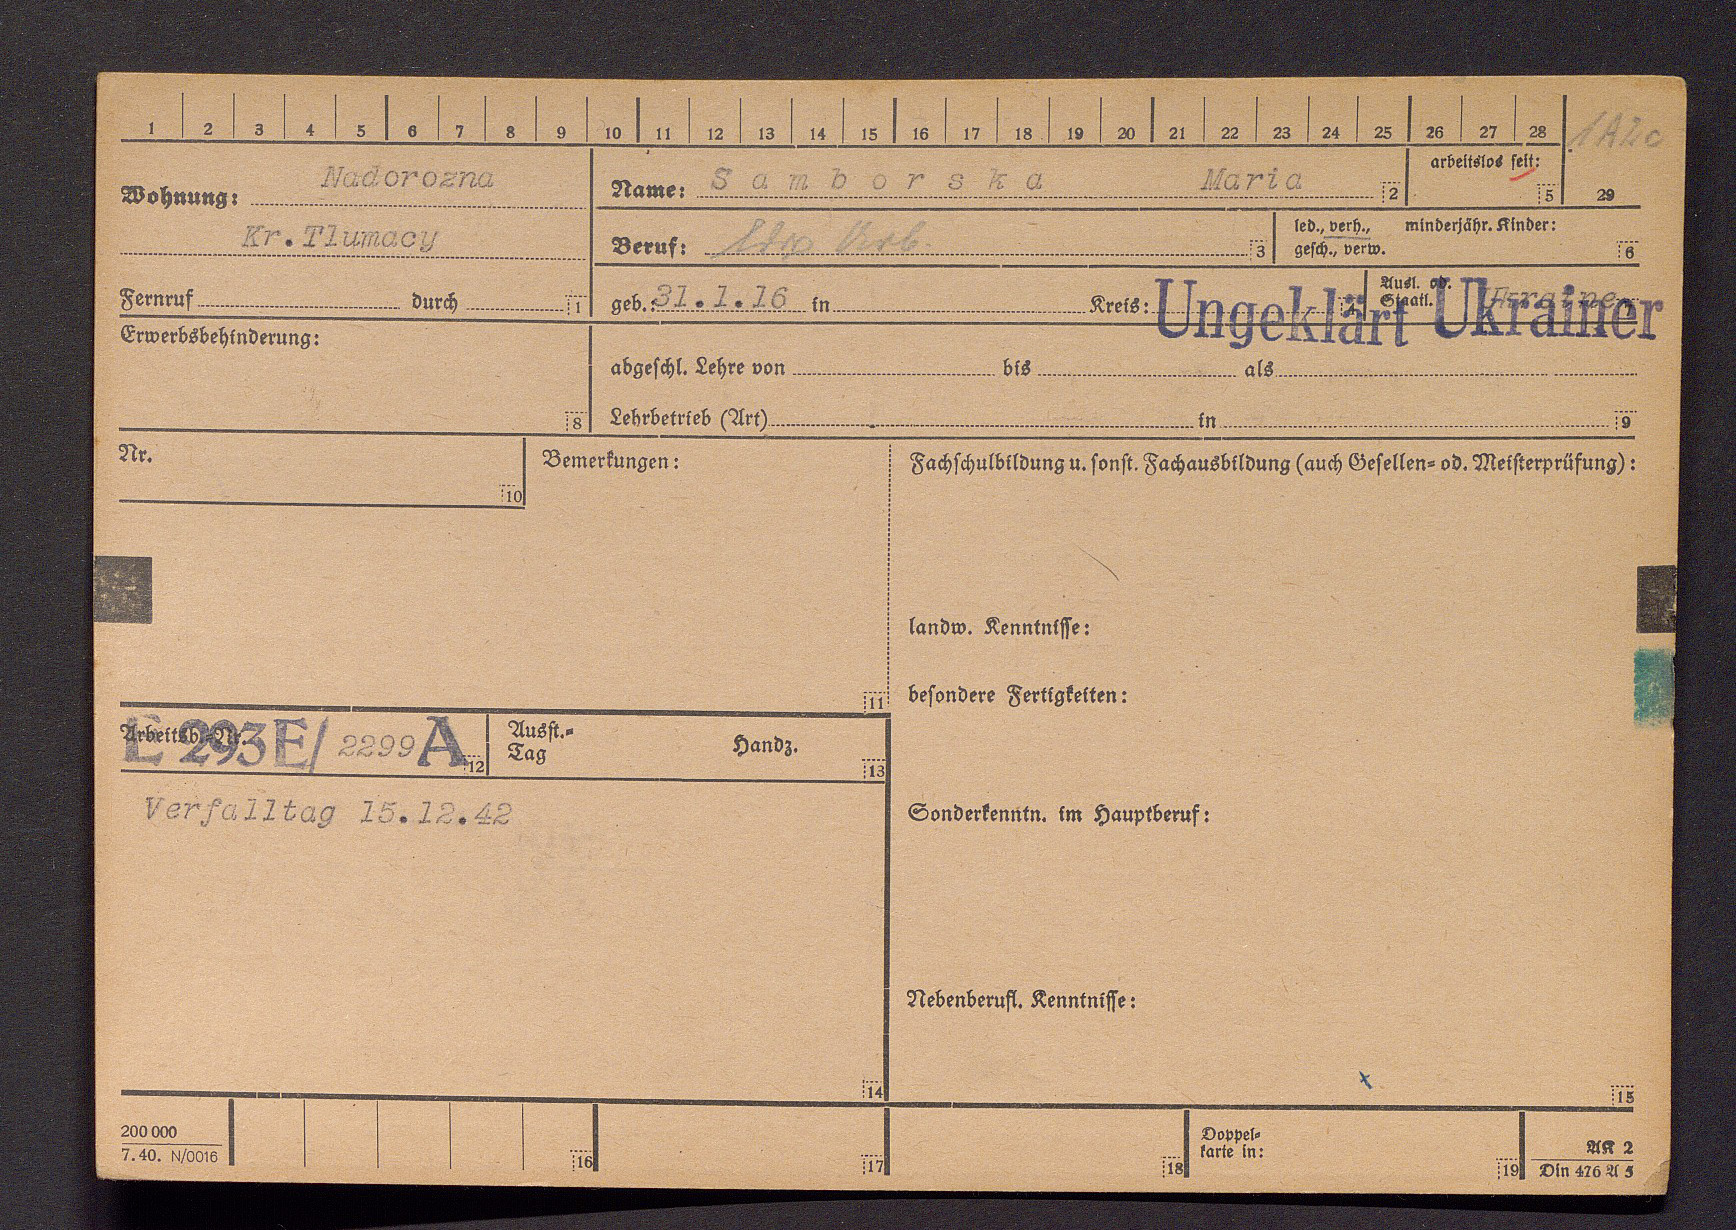 1 2 3 4 5 6 7 8 9 10 11 12 13 14 15 16 17 18 19 20 21 22 23 24 25 26 27 28
1A2c
29
Wohnung: Nadorozna
Kr. Tlumacy
Name: Samborska Maria 2
arbeitslos seit: 5
Beruf: 3
led., verh., minderjähr. Kinder:
gesch., verw. 6
Fernruf durch 1
geb.: 31.1.16 in Kreis: 4
Ausl. od.
Staatl. Ukraine 7
Ungeklärt Ukrainer
Erwerbsbehinderung:
8
abgeschl. Lehre von bis als
Lehrbetrieb (Art) in 9
Nr.
10
Bemerkungen:
11
Fachschulbildung u. sonst. Fachausbildung (auch Gesellen- od. Meisterprüfung):
landw. Kenntnisse:
besondere Fertigkeiten:
Arbeitsb.-Nr.
E 293E/ 2299 A 12
Ausst.-
Tag Handz.
13
Verfalltag 15.12.42
14
Sonderkenntn. im Hauptberuf:
Nebenberufl. Kenntnisse:
15
200 000
7. 40. N/0016
16
17
18
Doppel-
karte in:
19
AK 2
Din 476 A 5